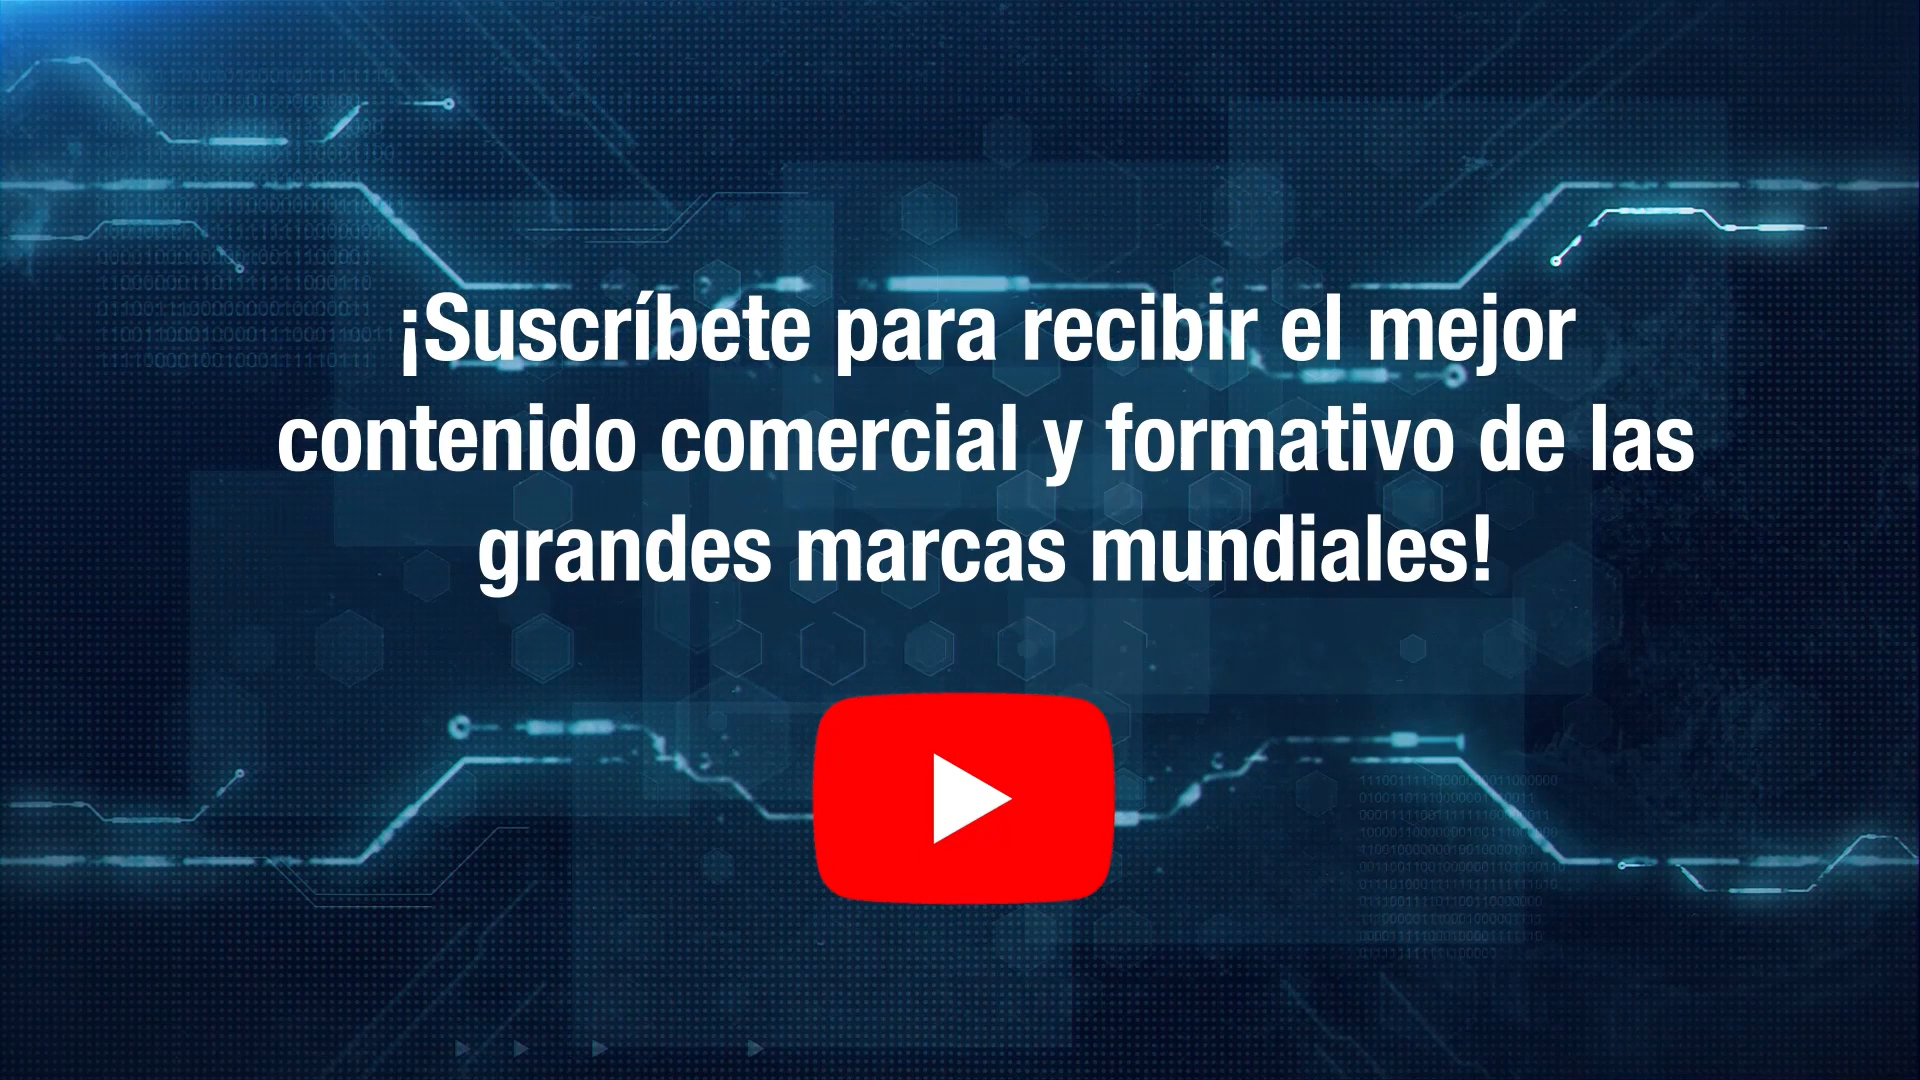 ¡Suscríbete para recibir el mejor
contenido comercial y formativo de las
grandes marcas mundiales!